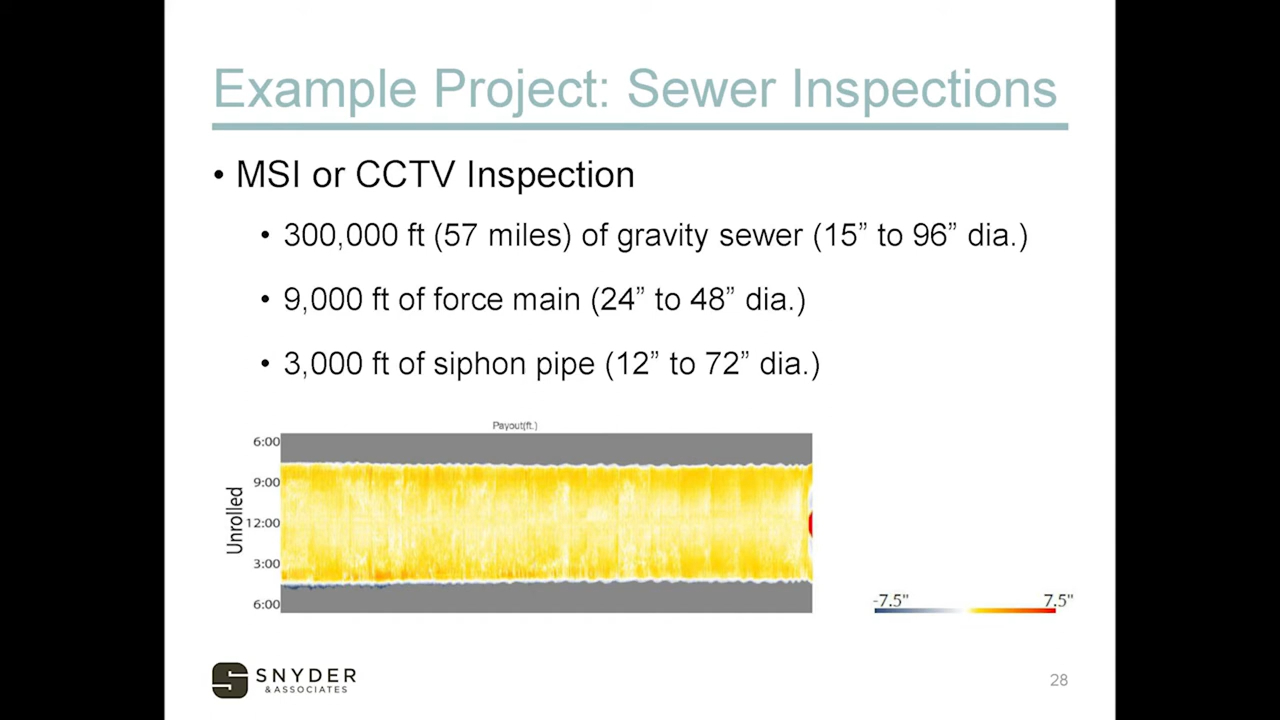 Example Project: Sewer Inspections
• MSI or CCTV Inspection
• 300,000 ft (57 miles) of gravity sewer (15” to 96” dia.)
• 9,000 ft of force main (24” to 48” dia.)
• 3,000 ft of siphon pipe (12” to 72” dia.)
Payout(ft.)
Unrolled
6:00
9:00
12:00
3:00
6:00
-7.5" 7.5"
SNYDER
& ASSOCIATES
28